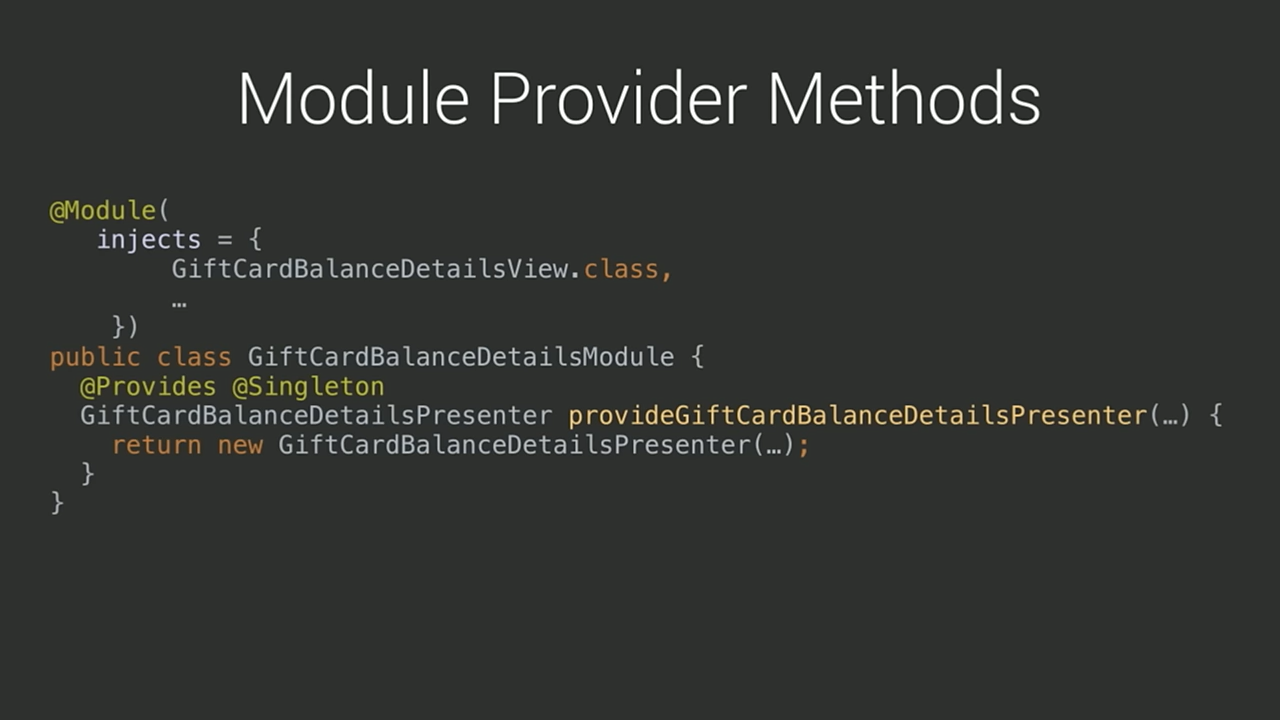 Module Provider Methods
@Module(
injects = {
GiftCardBalanceDetailsView.class,
…
})
public class GiftCardBalanceDetailsModule {
@Provides @Singleton
GiftCardBalanceDetailsPresenter provideGiftCardBalanceDetailsPresenter(…) {
return new GiftCardBalanceDetailsPresenter(…);
}
}